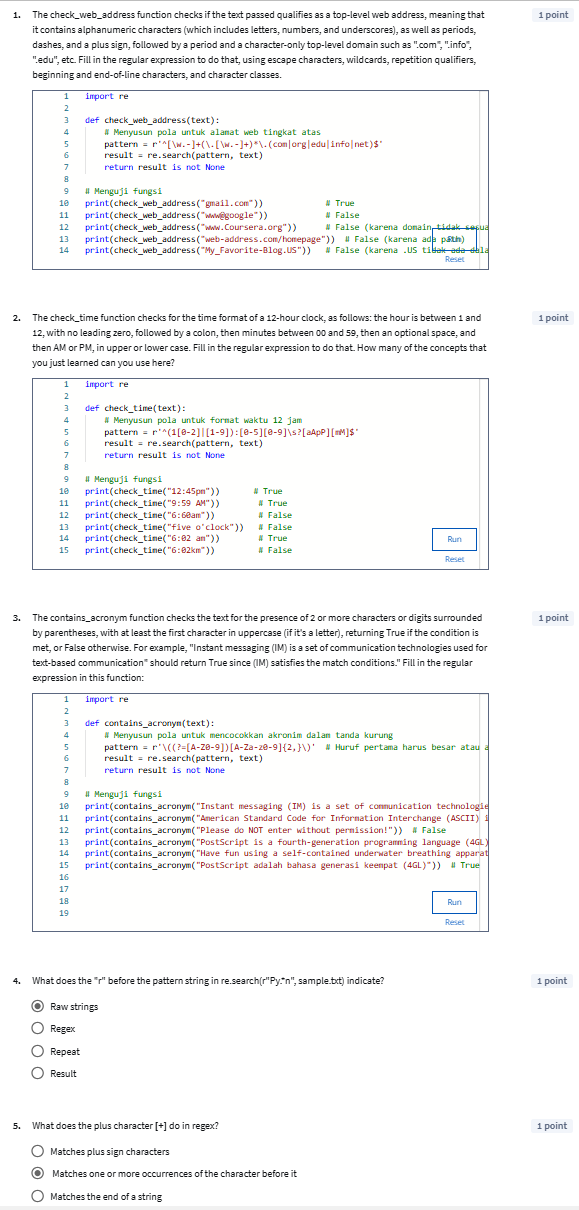 1. The check_web_address function checks if the text passed qualifies as a top-level web address, meaning that 1 point
it contains alphanumeric characters (which includes letters, numbers, and underscores), as well as periods,
dashes, and a plus sign, followed by a period and a character-only top-level domain such as ".com", ".info",
".edu", etc. Fill in the regular expression to do that, using escape characters, wildcards, repetition qualifiers,
beginning and end-of-line characters, and character classes.
1 import re
2
3 def check_web_address(text):
4 # Menyusun pola untuk alamat web tingkat atas
5 pattern = r'^[\w.-]+(\.[\w.-]+)*\.(com|org|edu|info|net)$'
6 result = re.search(pattern, text)
7 return result is not None
8
9 # Menguji fungsi
10 print(check_web_address("gmail.com")) # True
11 print(check_web_address("www@google")) # False
12 print(check_web_address("www.Coursera.org")) # False (karena domain tidak sesua
13 print(check_web_address("web-address.com/homepage")) # False (karena ada path)
Run
14 print(check_web_address("My_Favorite-Blog.US")) # False (karena .US tidak ada dala
Reset
2. The check_time function checks for the time format of a 12-hour clock, as follows: the hour is between 1 and 1 point
12, with no leading zero, followed by a colon, then minutes between 00 and 59, then an optional space, and
then AM or PM, in upper or lower case. Fill in the regular expression to do that. How many of the concepts that
you just learned can you use here?
1 import re
2
3 def check_time(text):
4 # Menyusun pola untuk format waktu 12 jam
5 pattern = r'^(1[0-2]|[1-9]):[0-5][0-9]\s?[aApP][mM]$'
6 result = re.search(pattern, text)
7 return result is not None
8
9 # Menguji fungsi
10 print(check_time("12:45pm")) # True
11 print(check_time("9:59 AM")) # True
12 print(check_time("6:60am")) # False
13 print(check_time("five o'clock")) # False
14 print(check_time("6:02 am")) # True
Run
15 print(check_time("6:02km")) # False
Reset
3. The contains_acronym function checks the text for the presence of 2 or more characters or digits surrounded 1 point
by parentheses, with at least the first character in uppercase (if it's a letter), returning True if the condition is
met, or False otherwise. For example, "Instant messaging (IM) is a set of communication technologies used for
text-based communication" should return True since (IM) satisfies the match conditions." Fill in the regular
expression in this function:
1 import re
2
3 def contains_acronym(text):
4 # Menyusun pola untuk mencocokkan akronim dalam tanda kurung
5 pattern = r'\((?=[A-Z0-9])[A-Za-z0-9]{2,}\)' # Huruf pertama harus besar atau a
6 result = re.search(pattern, text)
7 return result is not None
8
9 # Menguji fungsi
10 print(contains_acronym("Instant messaging (IM) is a set of communication technologie
11 print(contains_acronym("American Standard Code for Information Interchange (ASCII) i
12 print(contains_acronym("Please do NOT enter without permission!")) # False
13 print(contains_acronym("PostScript is a fourth-generation programming language (4GL)
14 print(contains_acronym("Have fun using a self-contained underwater breathing apparat
15 print(contains_acronym("PostScript adalah bahasa generasi keempat (4GL)")) # True
16
17
18
Run
19
Reset
4. What does the "r" before the pattern string in re.search(r"Py.*n", sample.txt) indicate? 1 point
Raw strings
Regex
Repeat
Result
5. What does the plus character [+] do in regex? 1 point
Matches plus sign characters
Matches one or more occurrences of the character before it
Matches the end of a string